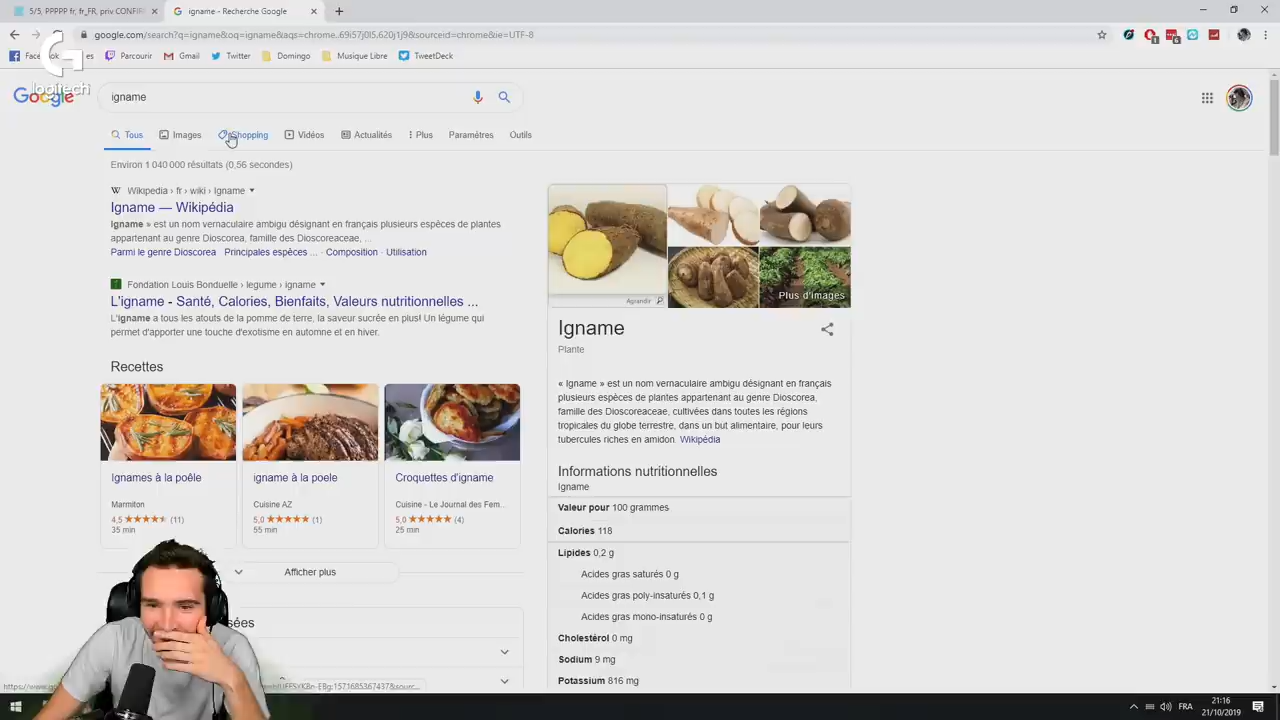 5/5, PPPPP fr, fr_FR, priv.CONFIR
igname - Recherche Google
google.com/search?q=igname&oq=igname&aqs=chrome..69i57j0l5.620j1j9&sourceid=chrome&ie=UTF-8
Parcourir
Gmail
Twitter
Domingo
Musique Libre
TweetDeck
logitech
Google
igname
Tous
Images
Shopping
Vidéos
Actualités
Plus
Paramètres
Outils
Environ 1 040 000 résultats (0,56 secondes)
Wikipedia › fr › wiki › Igname
Igname — Wikipédia
Igname » est un nom vernaculaire ambigu désignant en français plusieurs espèces de plantes
appartenant au genre Dioscorea, famille des Dioscoreaceae, ...
Parmi le genre Dioscorea · Principales espèces ... · Composition · Utilisation
Fondation Louis Bonduelle › legume › igname
L'igname - Santé, Calories, Bienfaits, Valeurs nutritionnelles ...
L'igname a tous les atouts de la pomme de terre, la saveur sucrée en plus! Un légume qui
permet d'apporter une touche d'exotisme en automne et en hiver.
Recettes
Ignames à la poêle
Marmiton
4,5 (11)
35 min
igname à la poele
Cuisine AZ
5,0 (1)
55 min
Croquettes d'igname
Cuisine - Le Journal des Fem...
5,0 (4)
25 min
Afficher plus
Agrandir
Plus d'images
Igname
Plante
« Igname » est un nom vernaculaire ambigu désignant en français
plusieurs espèces de plantes appartenant au genre Dioscorea,
famille des Dioscoreaceae, cultivées dans toutes les régions
tropicales du globe terrestre, dans un but alimentaire, pour leurs
tubercules riches en amidon. Wikipédia
Informations nutritionnelles
Igname
Valeur pour 100 grammes
Calories 118
Lipides 0,2 g
Acides gras saturés 0 g
Acides gras poly-insaturés 0,1 g
Acides gras mono-insaturés 0 g
Cholestérol 0 mg
Sodium 9 mg
Potassium 816 mg
FRA
21:16
21/10/2019